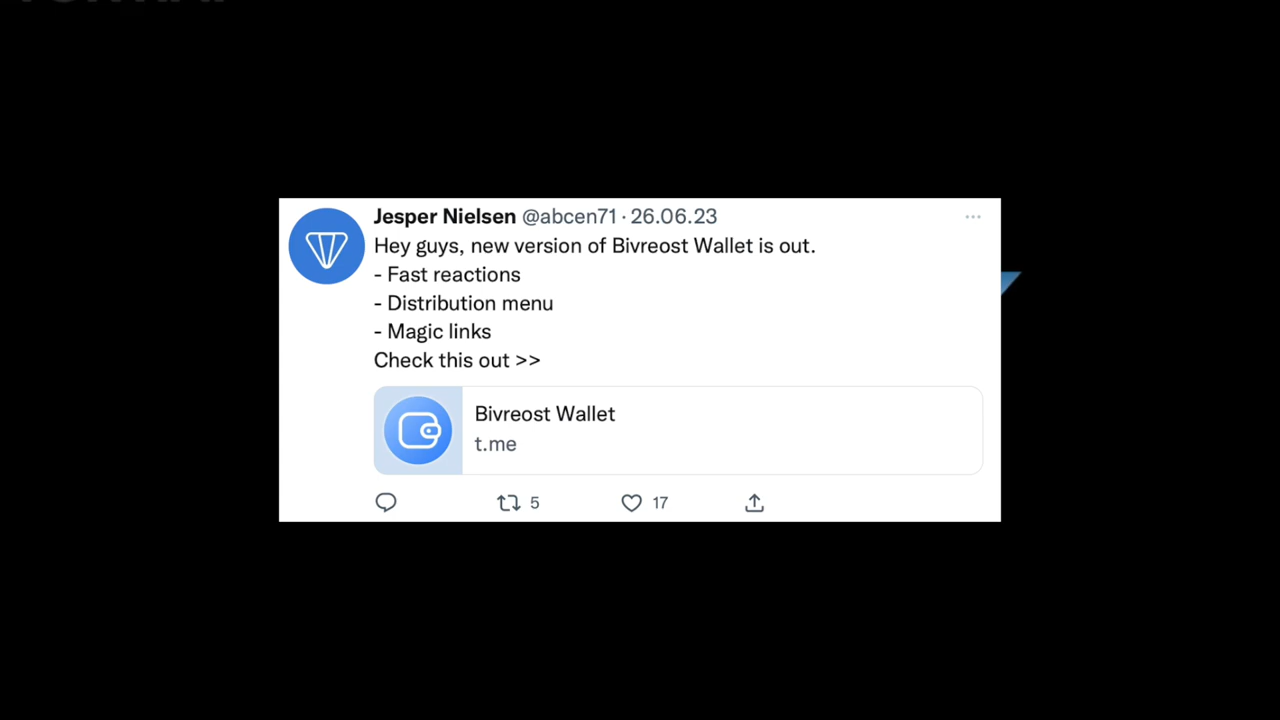 Jesper Nielsen @abcen71 · 26.06.23
Hey guys, new version of Bivreost Wallet is out.
- Fast reactions
- Distribution menu
- Magic links
Check this out >>
Bivreost Wallet
t.me
5 17